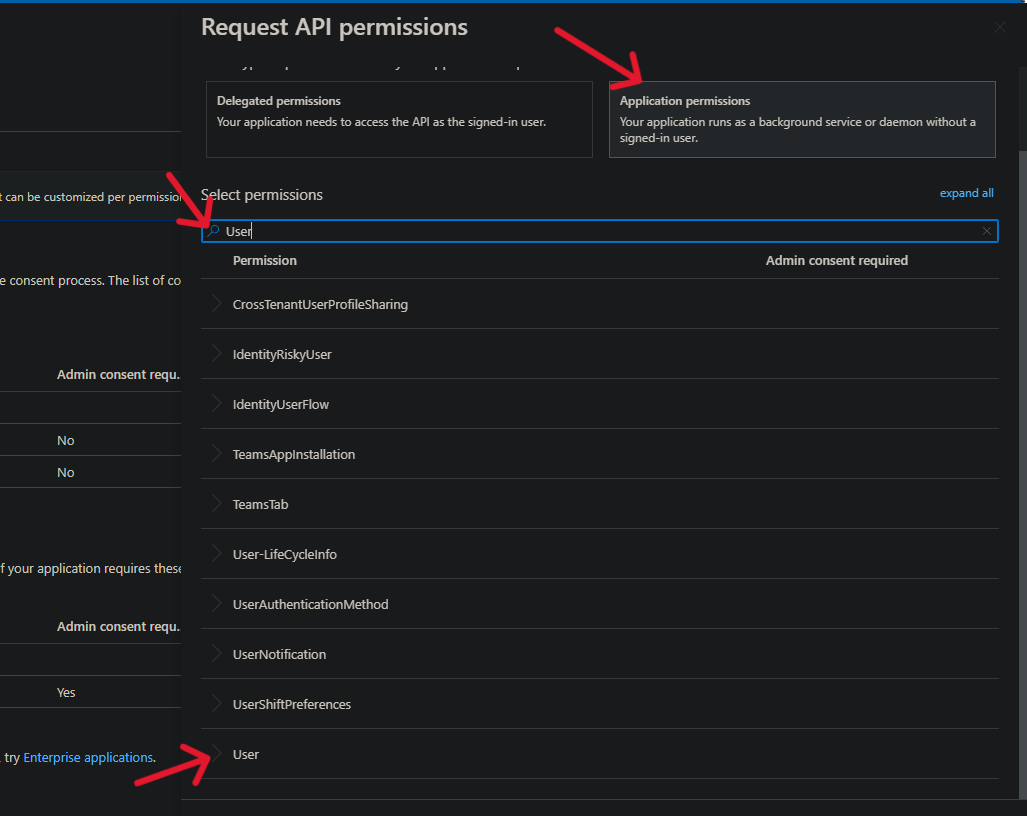 Request API permissions
Delegated permissions
Your application needs to access the API as the signed-in user.
Application permissions
Your application runs as a background service or daemon without a
signed-in user.
t can be customized per permission
Select permissions
expand all
User
Permission
Admin consent required
e consent process. The list of co
CrossTenantUserProfileSharing
IdentityRiskyUser
Admin consent requ..
IdentityUserFlow
No
TeamsAppInstallation
No
TeamsTab
User-LifeCycleInfo
f your application requires these
UserAuthenticationMethod
Admin consent requ..
UserNotification
Yes
UserShiftPreferences
User
, try Enterprise applications.